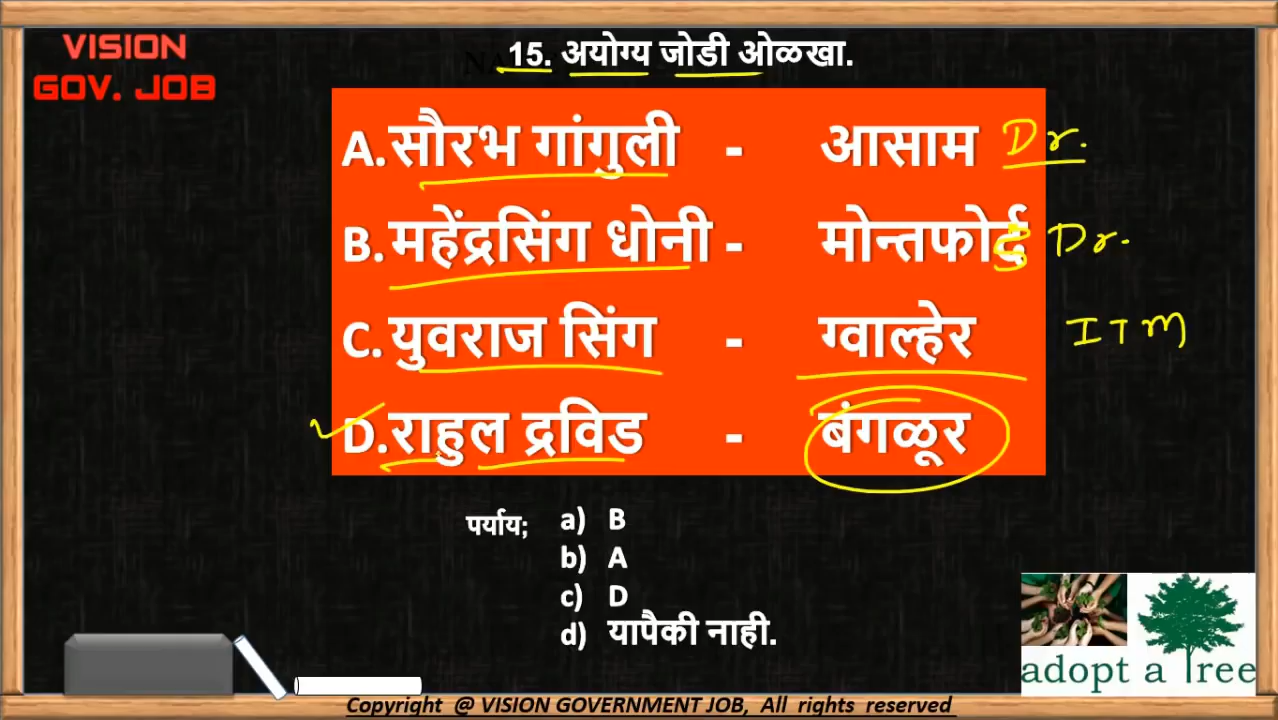 VISION
GOV. JOB
15. अयोग्य जोडी ओळखा.
A. सौरभ गांगुली - आसाम Dr.
B. महेंद्रसिंग धोनी - मोन्तफोर्द Dr.
C. युवराज सिंग - ग्वाल्हेर ITM
D. राहुल द्रविड - बंगळूर
पर्याय; a) B
b) A
c) D
d) यापैकी नाही.
adopt a Tree
Copyright @ VISION GOVERNMENT JOB, All rights reserved